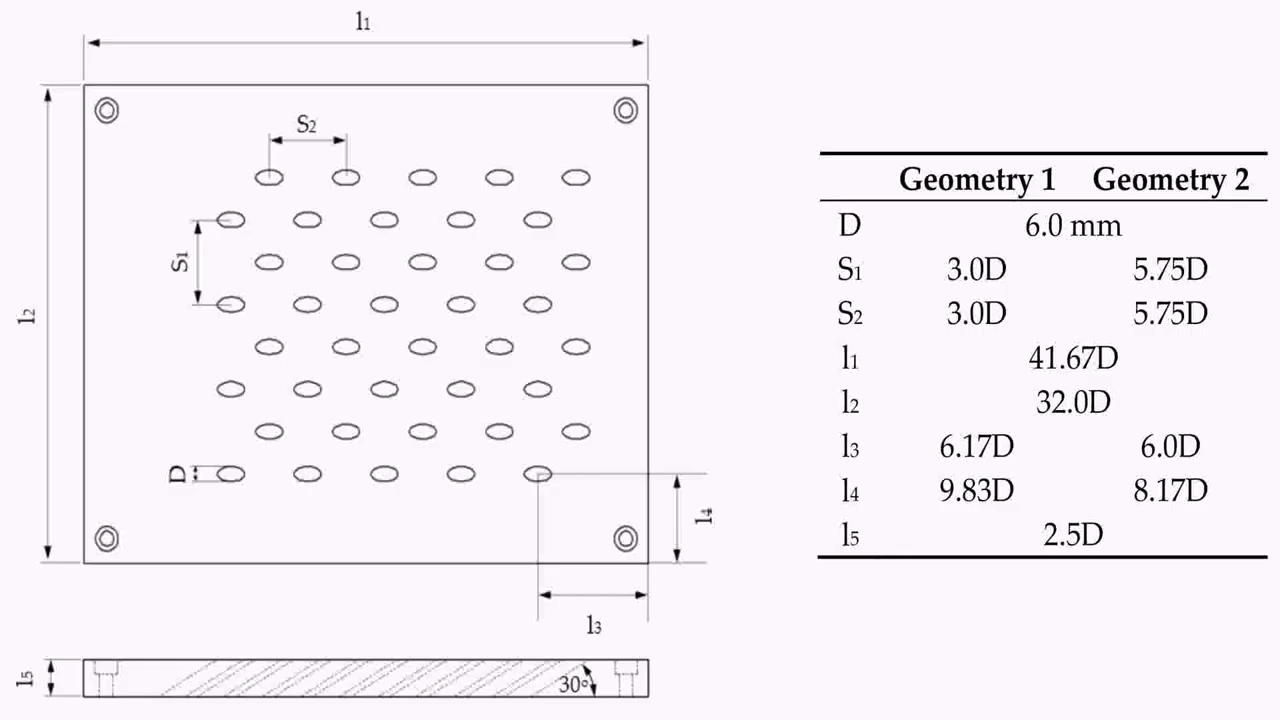 l₁
S₂
S₁
l₂
D
l₄
l₃
l₅
30°
Geometry 1 Geometry 2
D 6.0 mm
S₁ 3.0D 5.75D
S₂ 3.0D 5.75D
l₁ 41.67D
l₂ 32.0D
l₃ 6.17D 6.0D
l₄ 9.83D 8.17D
l₅ 2.5D